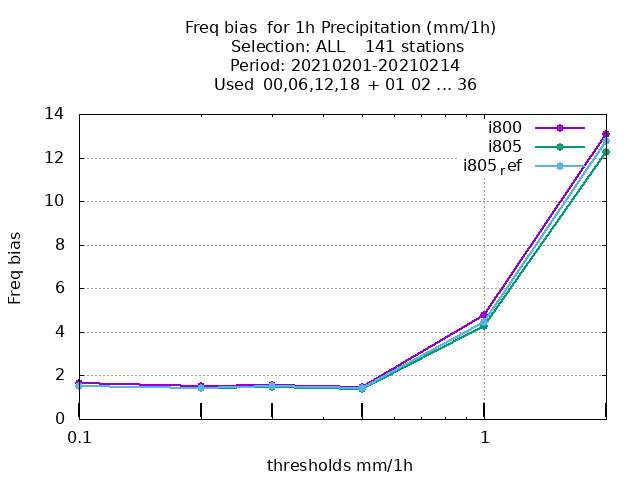 Freq bias  for 1h Precipitation (mm/1h)
Selection: ALL    141 stations
Period: 20210201-20210214
Used  00,06,12,18  + 01 02 ... 36
14
12
10
8
6
4
2
0
Freq bias
i800
i805
i805ref
0.1
1
thresholds mm/1h